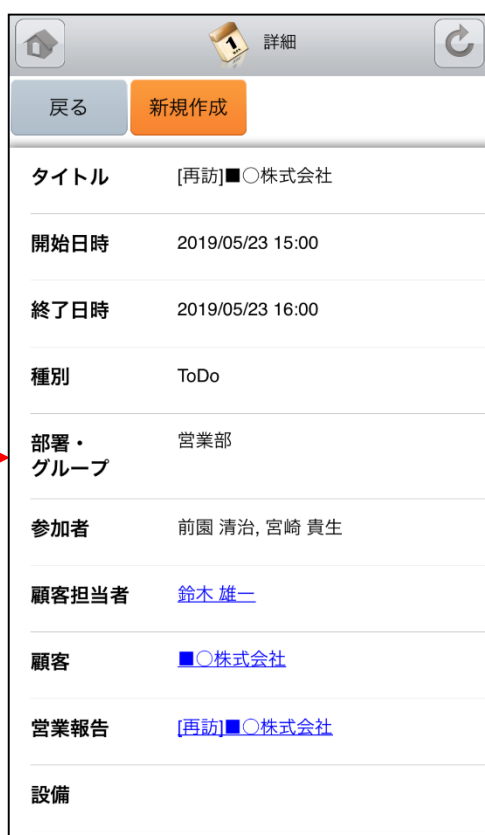 詳細
戻る 新規作成
タイトル [再訪]■○株式会社
開始日時 2019/05/23 15:00
終了日時 2019/05/23 16:00
種別 ToDo
部署・ 営業部
グループ
参加者 前園 清治, 宮崎 貴生
顧客担当者 鈴木 雄一
顧客 ■○株式会社
営業報告 [再訪]■○株式会社
設備